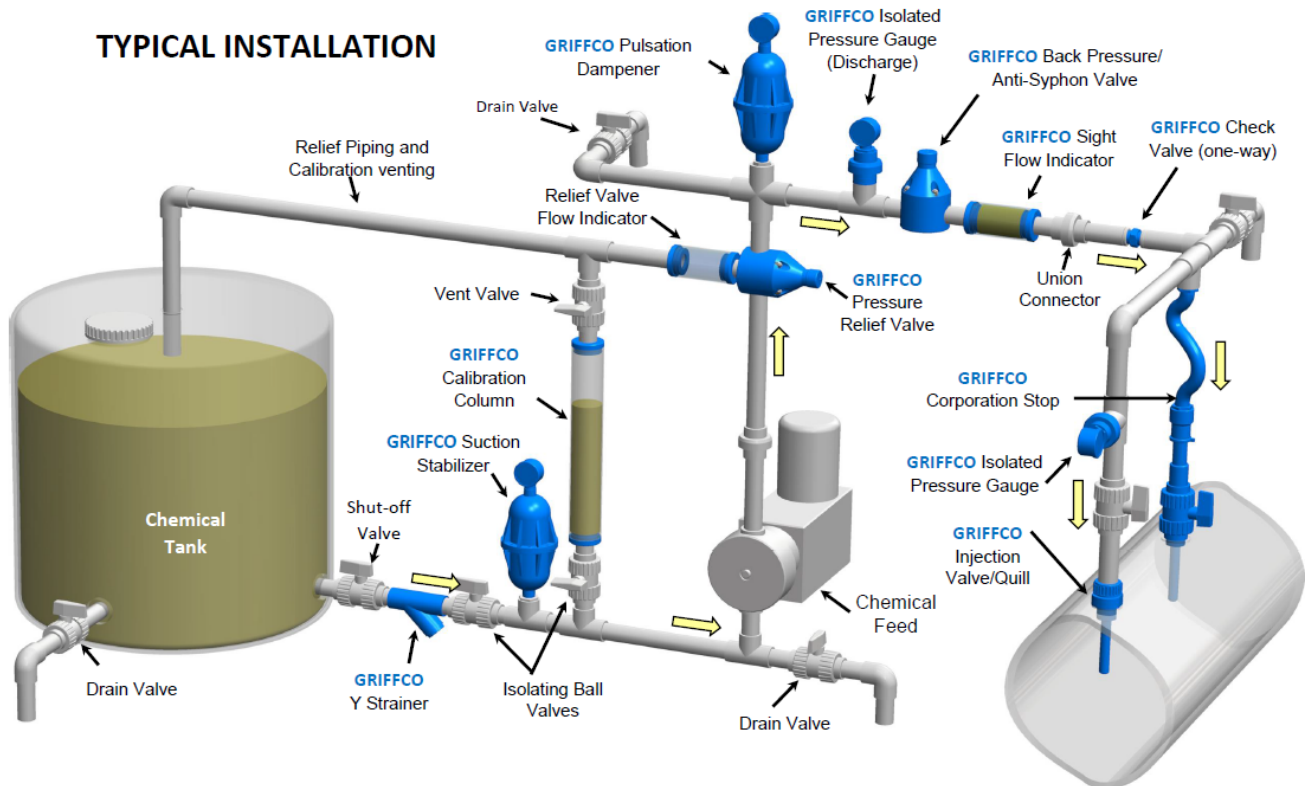 TYPICAL INSTALLATION
GRIFFCO Pulsation
Dampener
GRIFFCO Isolated
Pressure Gauge
(Discharge)
GRIFFCO Back Pressure/
Anti-Syphon Valve
Drain Valve
GRIFFCO Sight
Flow Indicator
GRIFFCO Check
Valve (one-way)
Relief Piping and
Calibration venting
Relief Valve
Flow Indicator
Union
Connector
Vent Valve
GRIFFCO
Pressure
Relief Valve
GRIFFCO
Calibration
Column
GRIFFCO
Corporation Stop
GRIFFCO Suction
Stabilizer
GRIFFCO Isolated
Pressure Gauge
Shut-off
Valve
Chemical
Tank
GRIFFCO
Injection
Valve/Quill
Chemical
Feed
Drain Valve
GRIFFCO
Y Strainer
Isolating Ball
Valves
Drain Valve